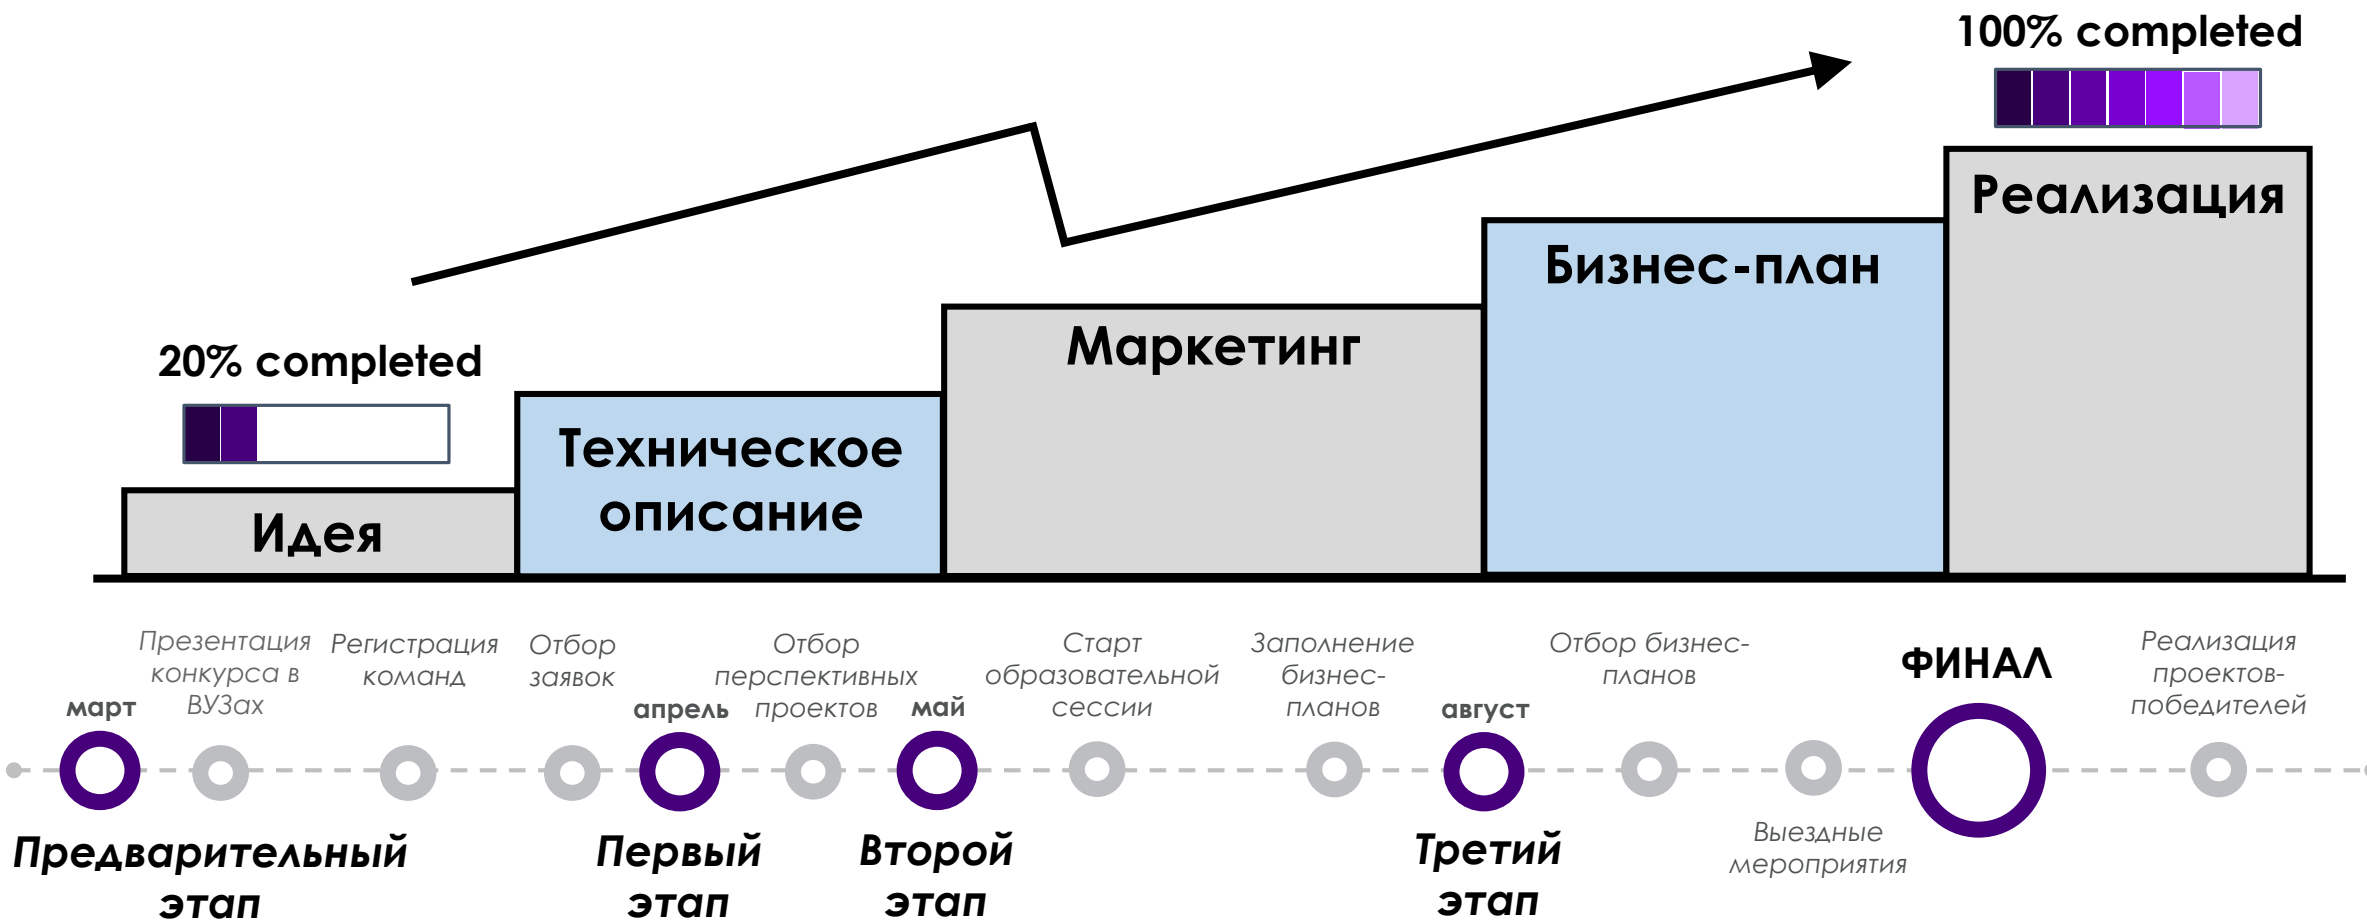 100% completed
Реализация
Бизнес-план
Маркетинг
20% completed
Техническое
описание
Идея
Презентация
конкурса в
ВУЗах
Регистрация
команд
Отбор
заявок
Отбор
перспективных
проектов
Старт
образовательной
сессии
Заполнение
бизнес-
планов
Отбор бизнес-
планов
ФИНАЛ
Реализация
проектов-
победителей
март
апрель
май
август
Выездные
мероприятия
Предварительный
этап
Первый
этап
Второй
этап
Третий
этап